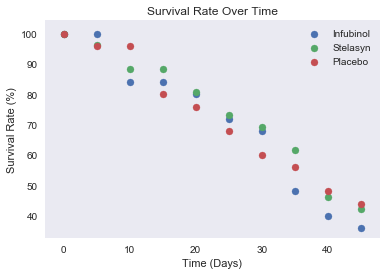 Survival Rate Over Time
Infubinol
Stelasyn
Placebo
Survival Rate (%)
100
90
80
70
60
50
40
0
10
20
30
40
Time (Days)